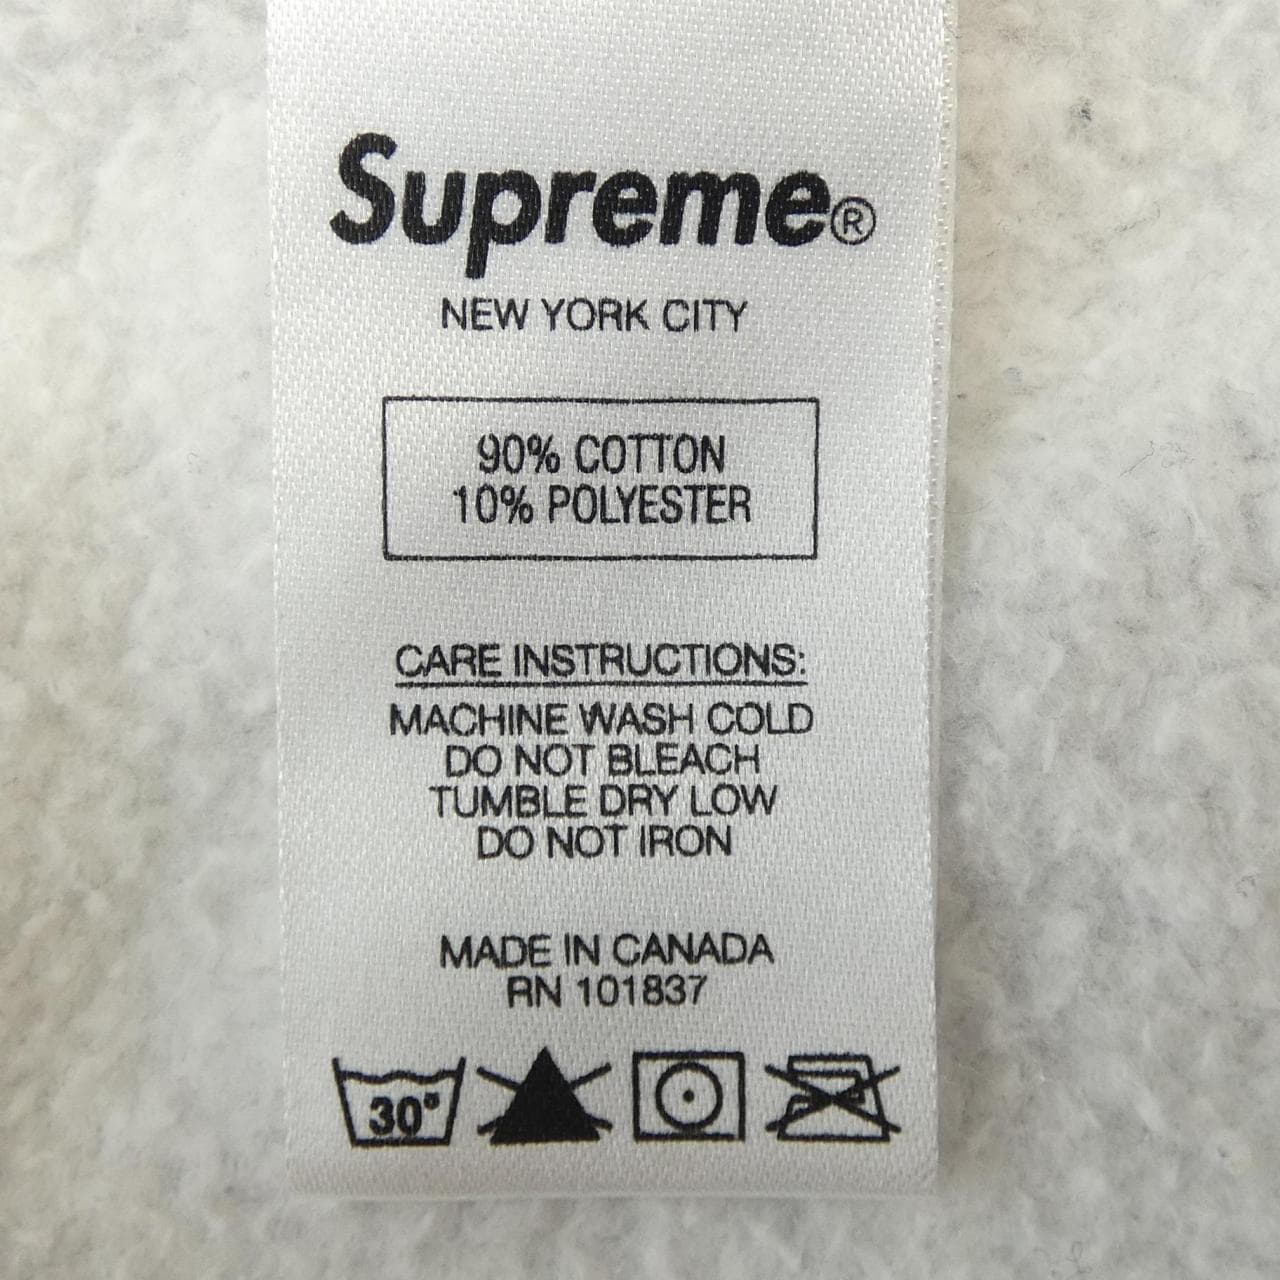 Supreme®
NEW YORK CITY
90% COTTON
10% POLYESTER
CARE INSTRUCTIONS:
MACHINE WASH COLD
DO NOT BLEACH
TUMBLE DRY LOW
DO NOT IRON
MADE IN CANADA
RN 101837
30°